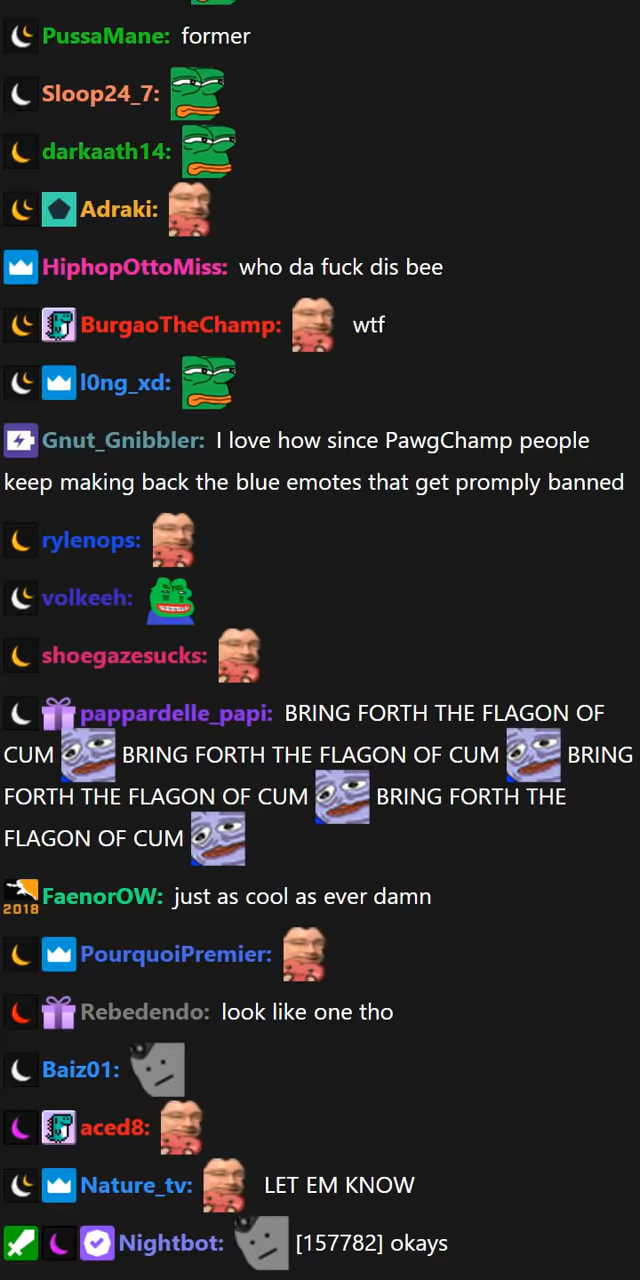 PussaMane: former
Sloop24_7:
darkaath14:
Adraki:
HiphopOttoMiss: who da fuck dis bee
BurgaoTheChamp: wtf
l0ng_xd:
Gnut_Gnibbler: I love how since PawgChamp people
keep making back the blue emotes that get promply banned
rylenops:
volkeeh:
shoegazesucks:
pappardelle_papi: BRING FORTH THE FLAGON OF
CUM BRING FORTH THE FLAGON OF CUM BRING
FORTH THE FLAGON OF CUM BRING FORTH THE
FLAGON OF CUM
2018 FaenorOW: just as cool as ever damn
PourquoiPremier:
Rebedendo: look like one tho
Baiz01:
aced8:
Nature_tv: LET EM KNOW
Nightbot: [157782] okays